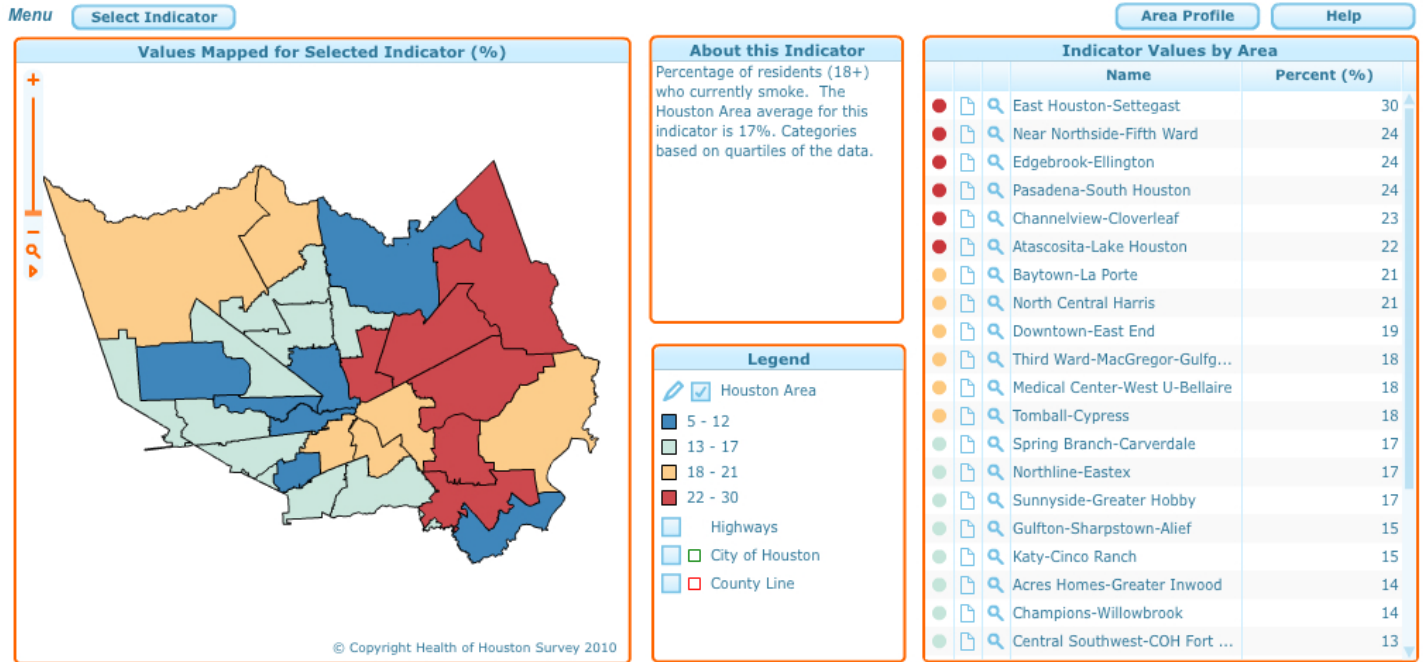 Menu
Select Indicator
Area Profile
Help
Values Mapped for Selected Indicator (%)
+
−
© Copyright Health of Houston Survey 2010
About this Indicator
Percentage of residents (18+)
who currently smoke. The
Houston Area average for this
indicator is 17%. Categories
based on quartiles of the data.
Legend
Houston Area
5 - 12
13 - 17
18 - 21
22 - 30
Highways
City of Houston
County Line
Indicator Values by Area
Name Percent (%)
East Houston-Settegast 30
Near Northside-Fifth Ward 24
Edgebrook-Ellington 24
Pasadena-South Houston 24
Channelview-Cloverleaf 23
Atascosita-Lake Houston 22
Baytown-La Porte 21
North Central Harris 21
Downtown-East End 19
Third Ward-MacGregor-Gulfg... 18
Medical Center-West U-Bellaire 18
Tomball-Cypress 18
Spring Branch-Carverdale 17
Northline-Eastex 17
Sunnyside-Greater Hobby 17
Gulfton-Sharpstown-Alief 15
Katy-Cinco Ranch 15
Acres Homes-Greater Inwood 14
Champions-Willowbrook 14
Central Southwest-COH Fort ... 13